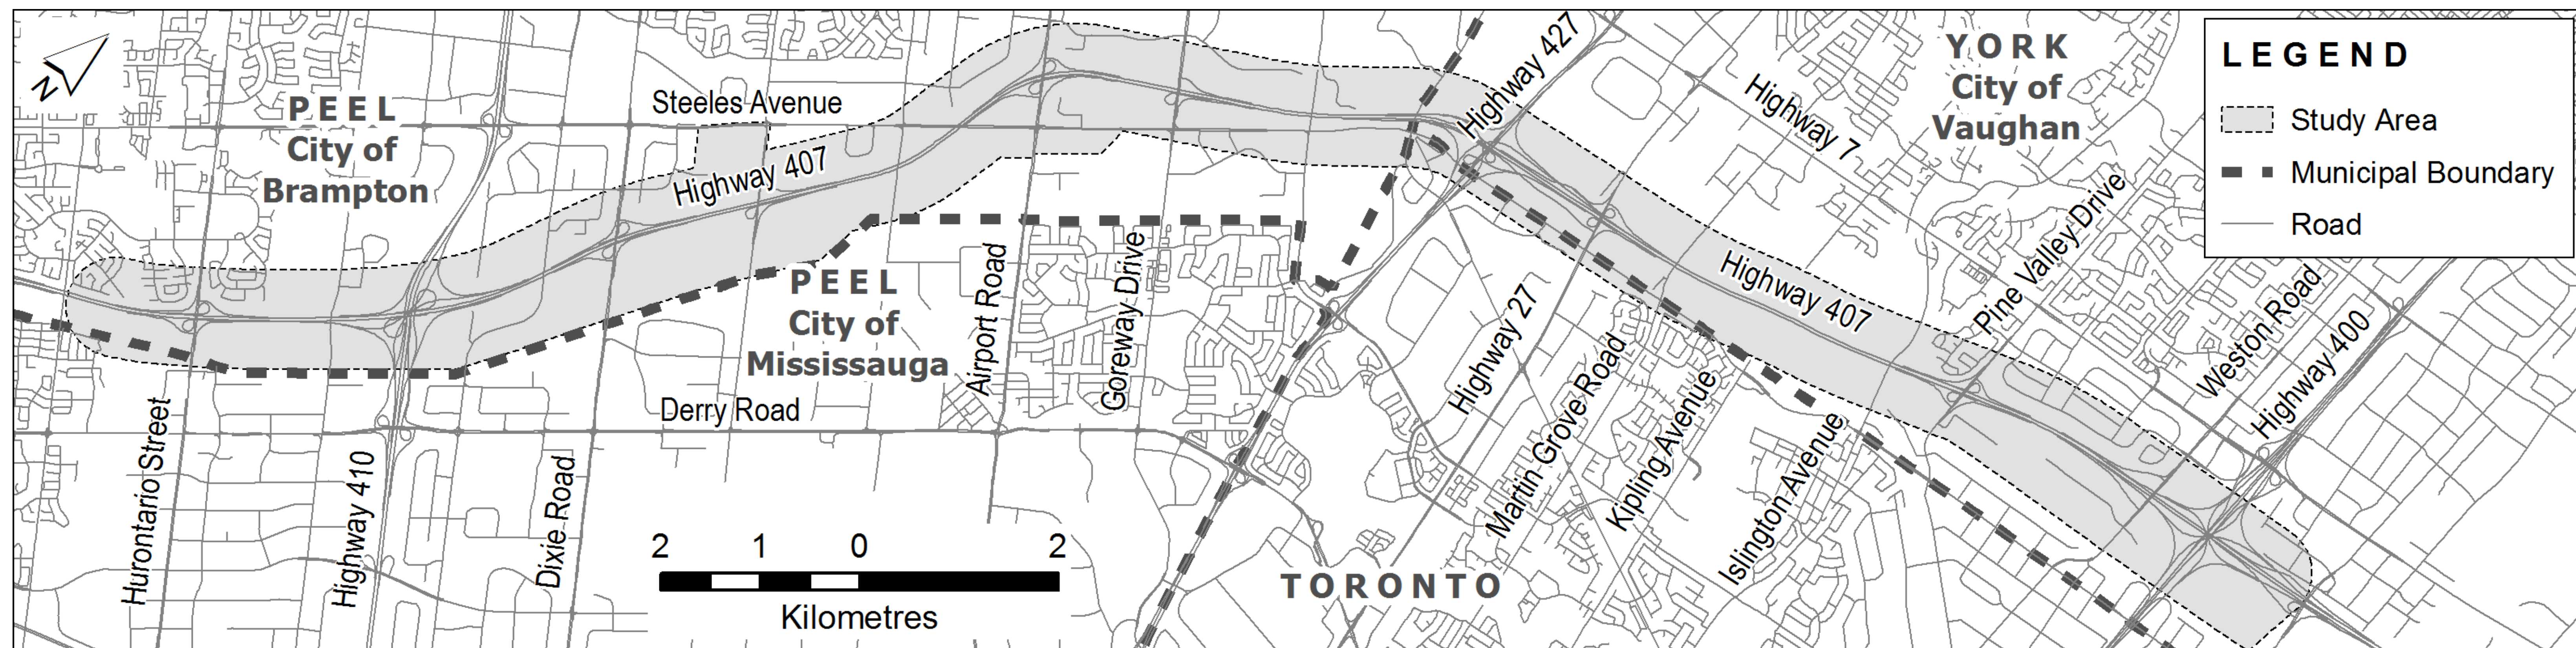 N
PEEL
City of
Brampton
Steeles Avenue
Highway 407
Highway 427
Highway 7
YORK
City of
Vaughan
LEGEND
Study Area
Municipal Boundary
Road
PEEL
City of
Mississauga
Airport Road
Goreway Drive
Derry Road
Highway 407
Pine Valley Drive
Weston Road
Highway 400
Highway 27
Martin Grove Road
Kipling Avenue
Islington Avenue
Hurontario Street
Highway 410
Dixie Road
2 1 0 2
Kilometres
TORONTO